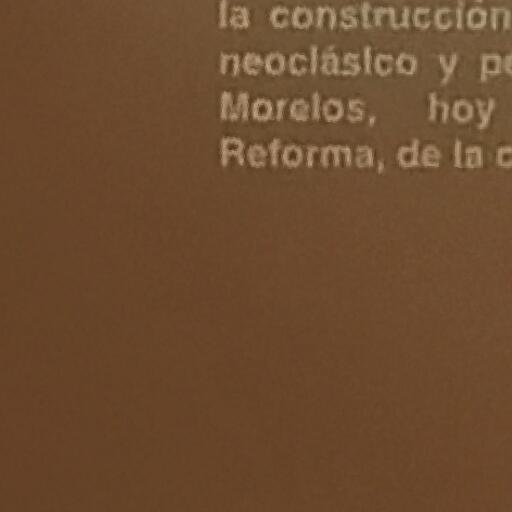 la construcción
neoclásico y
Morelos, hoy
Reforma, de la